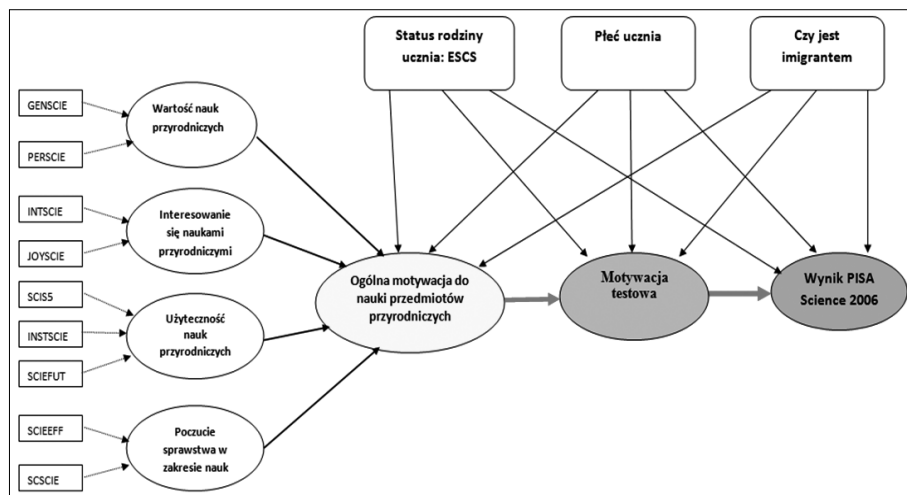 Status rodziny
ucznia: ESCS
Płeć ucznia
Czy jest
imigrantem
GENSCIE
PERSCIE
Wartość nauk
przyrodniczych
INTSCIE
JOYSCIE
Interesowanie
się naukami
przyrodniczymi
SCIS5
INSTSCIE
SCIEFUT
Użyteczność
nauk
przyrodniczych
SCIEEFF
SCSCIE
Poczucie
sprawstwa w
zakresie nauk
Ogólna motywacja do
nauki przedmiotów
przyrodniczych
Motywacja
testowa
Wynik PISA
Science 2006